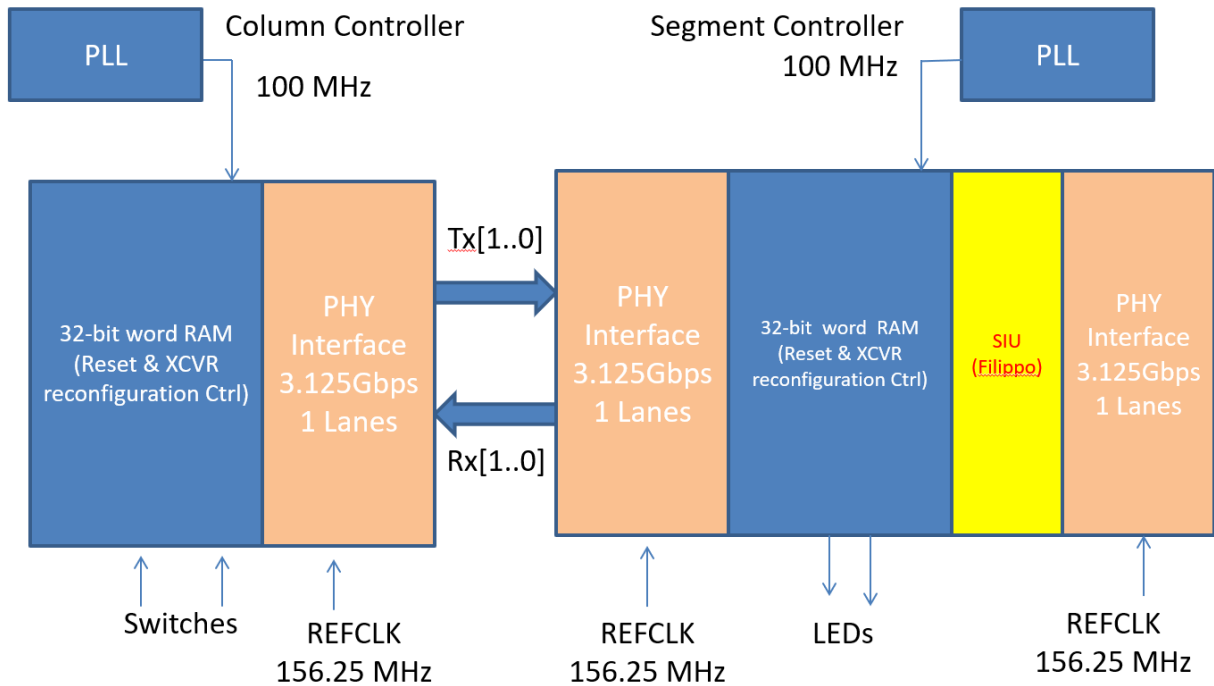 PLL
Column Controller
100 MHz
Segment Controller
100 MHz
PLL
32-bit word RAM
(Reset & XCVR
reconfiguration Ctrl)
PHY
Interface
3.125Gbps
1 Lanes
Tx[1..0]
Rx[1..0]
PHY
Interface
3.125Gbps
1 Lanes
32-bit word RAM
(Reset & XCVR
reconfiguration Ctrl)
SIU
(Filippo)
PHY
Interface
3.125Gbps
1 Lanes
Switches
REFCLK
156.25 MHz
REFCLK
156.25 MHz
LEDs
REFCLK
156.25 MHz